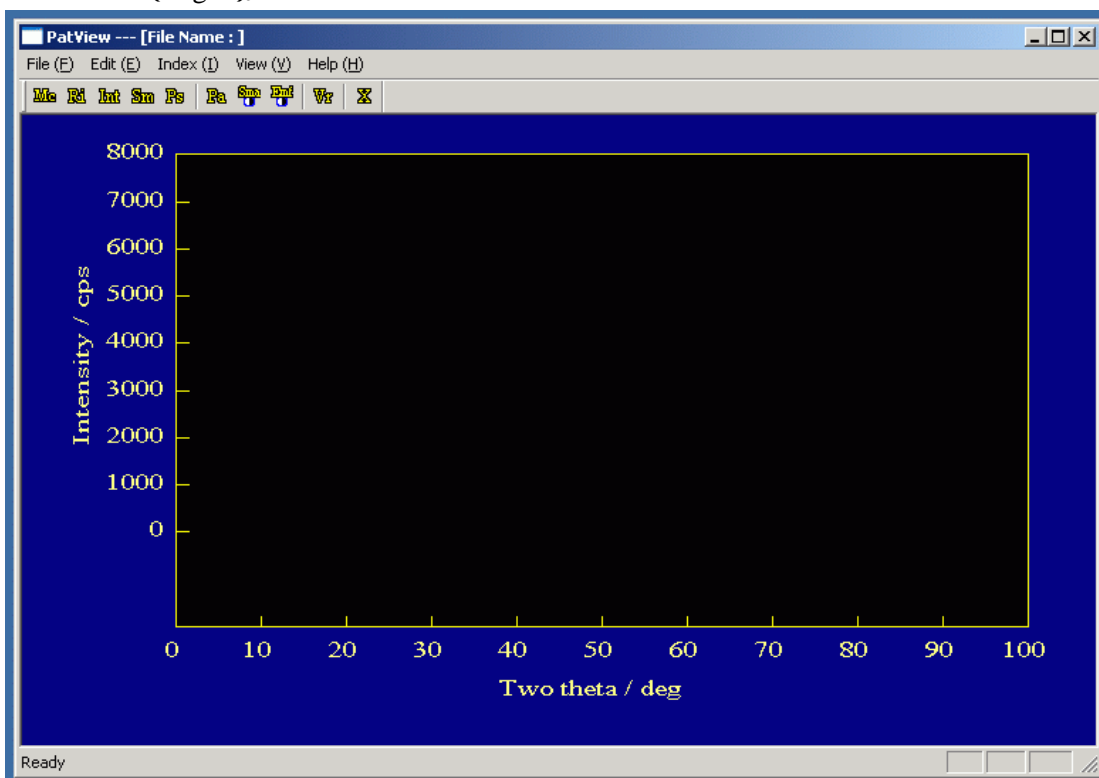 PatView --- [File Name : ]
File (F) Edit (E) Index (I) View (V) Help (H)
Me Ri Int Sm Ps Pa Sm Vr X
8000
7000
6000
5000
4000
3000
2000
1000
0
Intensity / cps
0 10 20 30 40 50 60 70 80 90 100
Two theta / deg
Ready